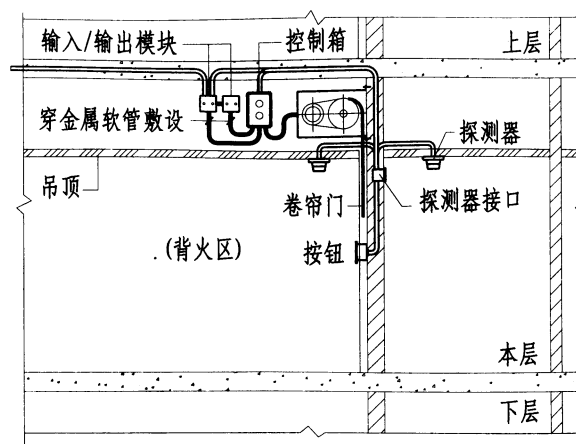 输入/输出模块
控制箱
上层
穿金属软管敷设
探测器
吊顶
卷帘门
探测器接口
.(背火区)
按钮
本层
下层